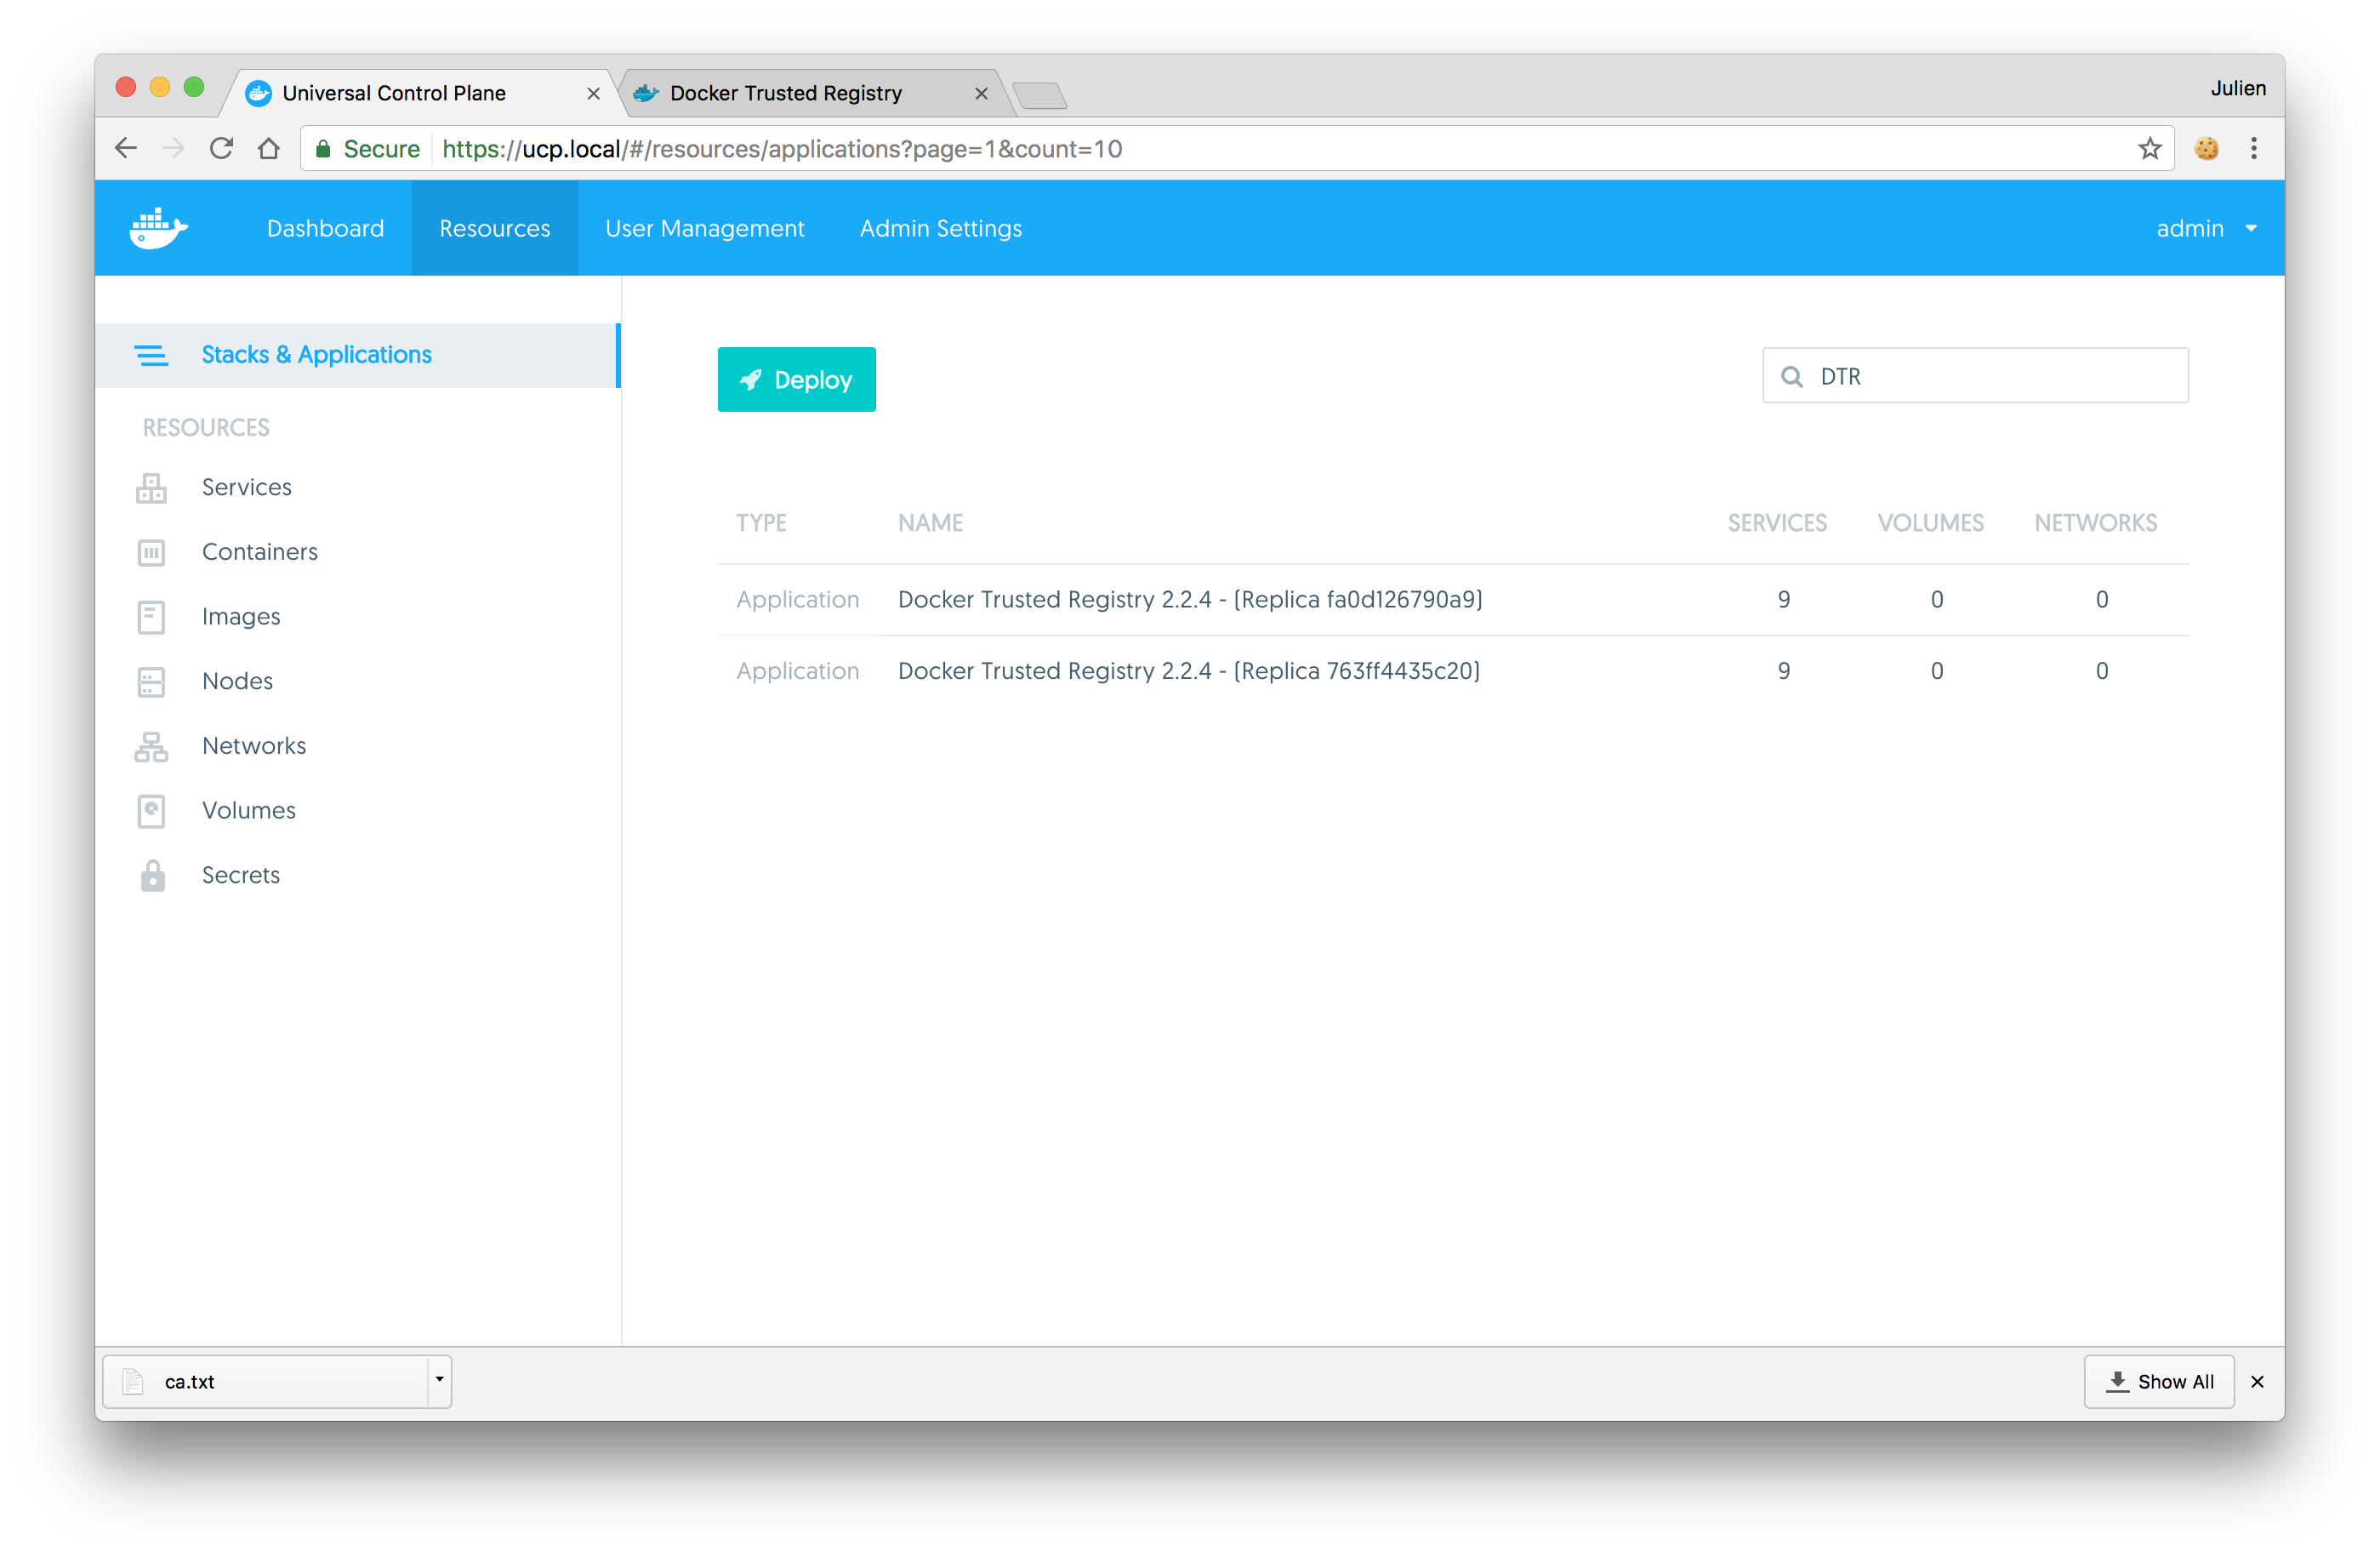 Universal Control Plane
Docker Trusted Registry
Julien
Secure https://ucp.local/#/resources/applications?page=1&count=10
Dashboard Resources User Management Admin Settings admin
Stacks & Applications
RESOURCES
Services
Containers
Images
Nodes
Networks
Volumes
Secrets
Deploy
DTR
TYPE NAME SERVICES VOLUMES NETWORKS
Application Docker Trusted Registry 2.2.4 - (Replica fa0d126790a9) 9 0 0
Application Docker Trusted Registry 2.2.4 - (Replica 763ff4435c20) 9 0 0
ca.txt
Show All